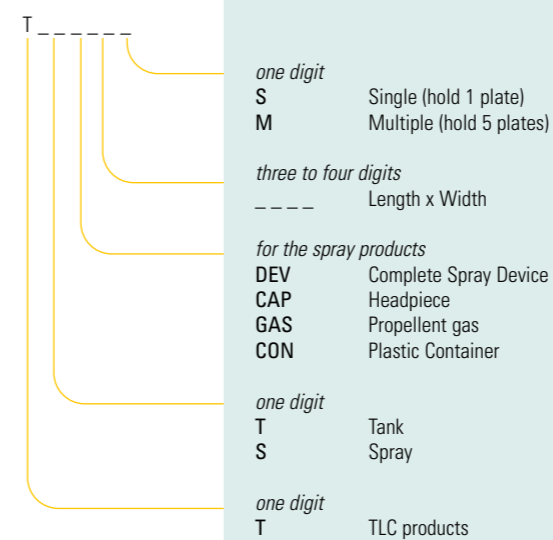 T _ _ _ _ _ _
one digit
S Single (hold 1 plate)
M Multiple (hold 5 plates)
three to four digits
_ _ _ _ Length x Width
for the spray products
DEV Complete Spray Device
CAP Headpiece
GAS Propellent gas
CON Plastic Container
one digit
T Tank
S Spray
one digit
T TLC products